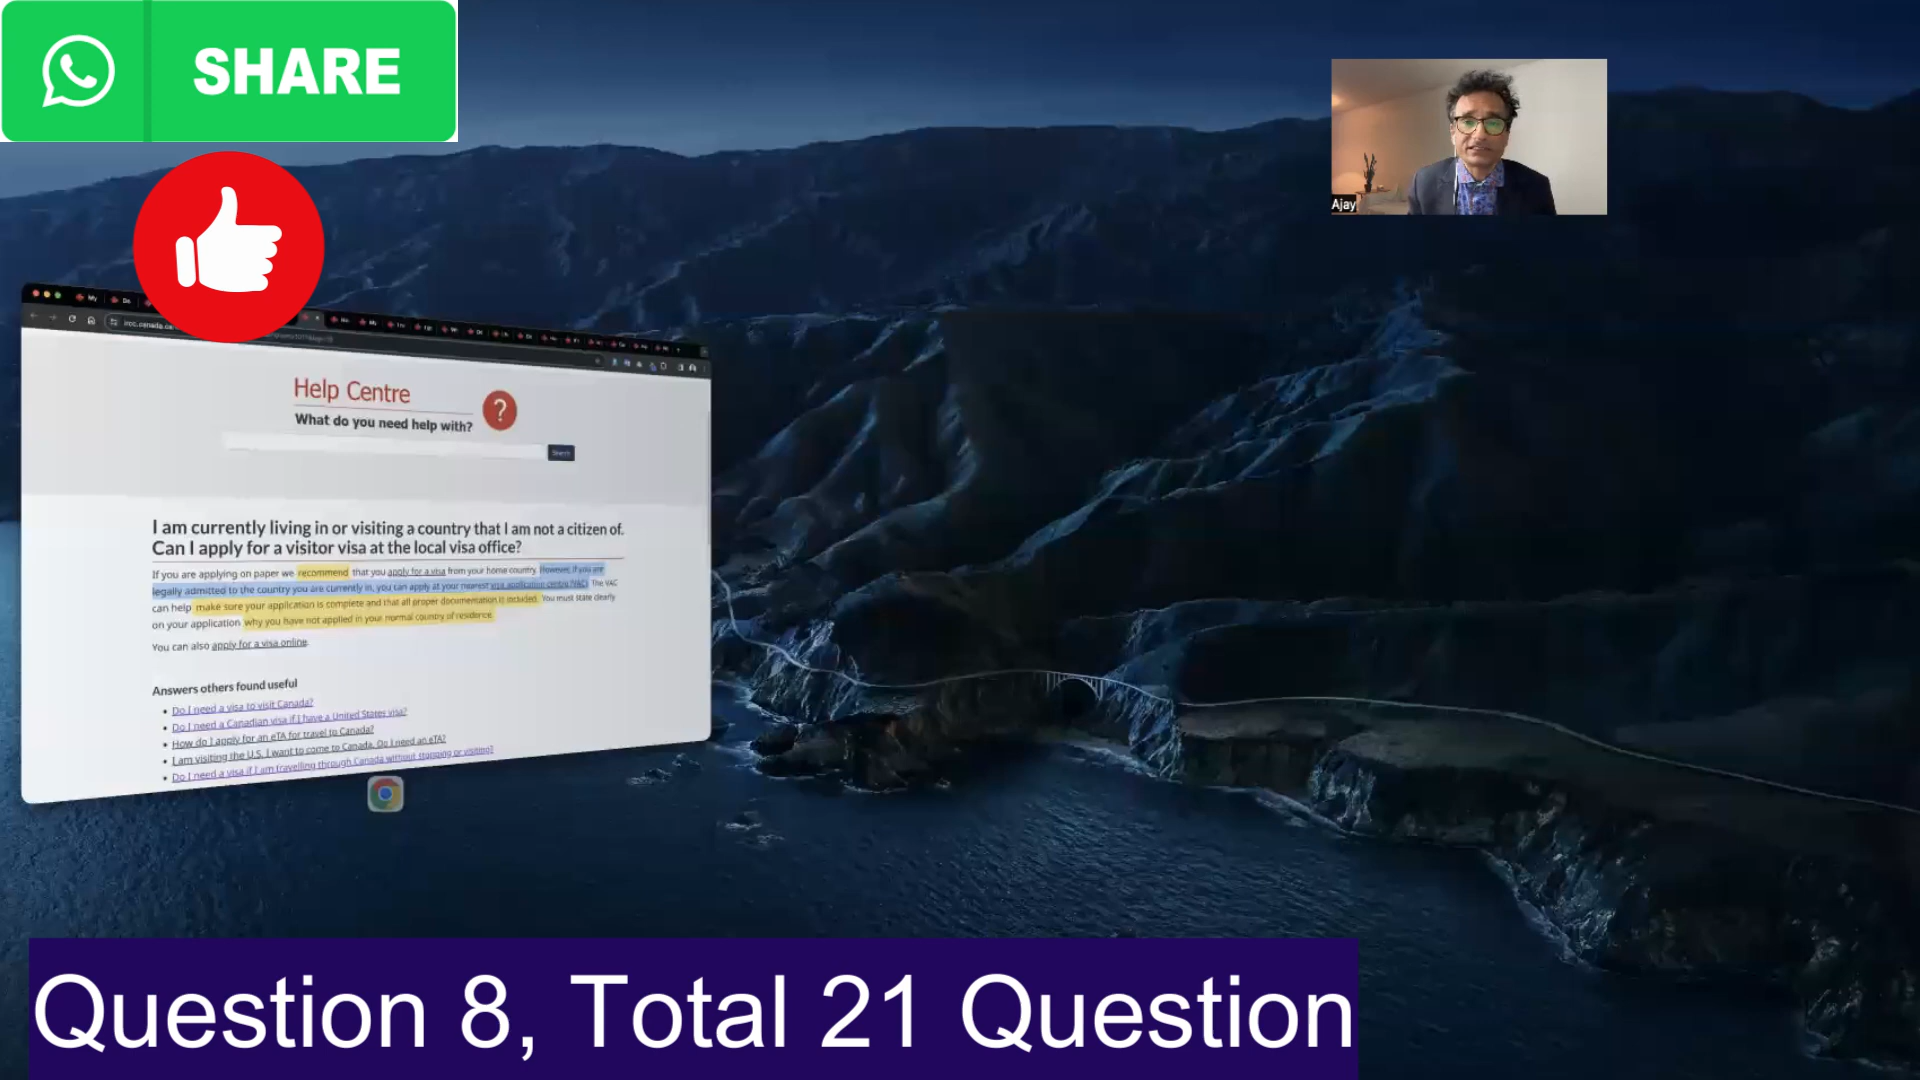 SHARE
Ajay
Help Centre
?
What do you need help with?
Search
I am currently living in or visiting a country that I am not a citizen of.
Can I apply for a visitor visa at the local visa office?
If you are applying on paper we recommend that you apply for a visa from your home country. However, if you are
legally admitted to the country you are currently in, you can apply at your nearest visa application centre (VAC). The VAC
can help make sure your application is complete and that all proper documentation is included. You must state clearly
on your application why you have not applied in your normal country of residence.
You can also apply for a visa online.
Answers others found useful
Do I need a visa to visit Canada?
Do I need a Canadian visa if I have a United States visa?
How do I apply for an eTA for travel to Canada?
I am visiting the U.S. I want to come to Canada. Do I need an eTA?
Do I need a visa if I am travelling through Canada without stopping or visiting?
Question 8, Total 21 Question